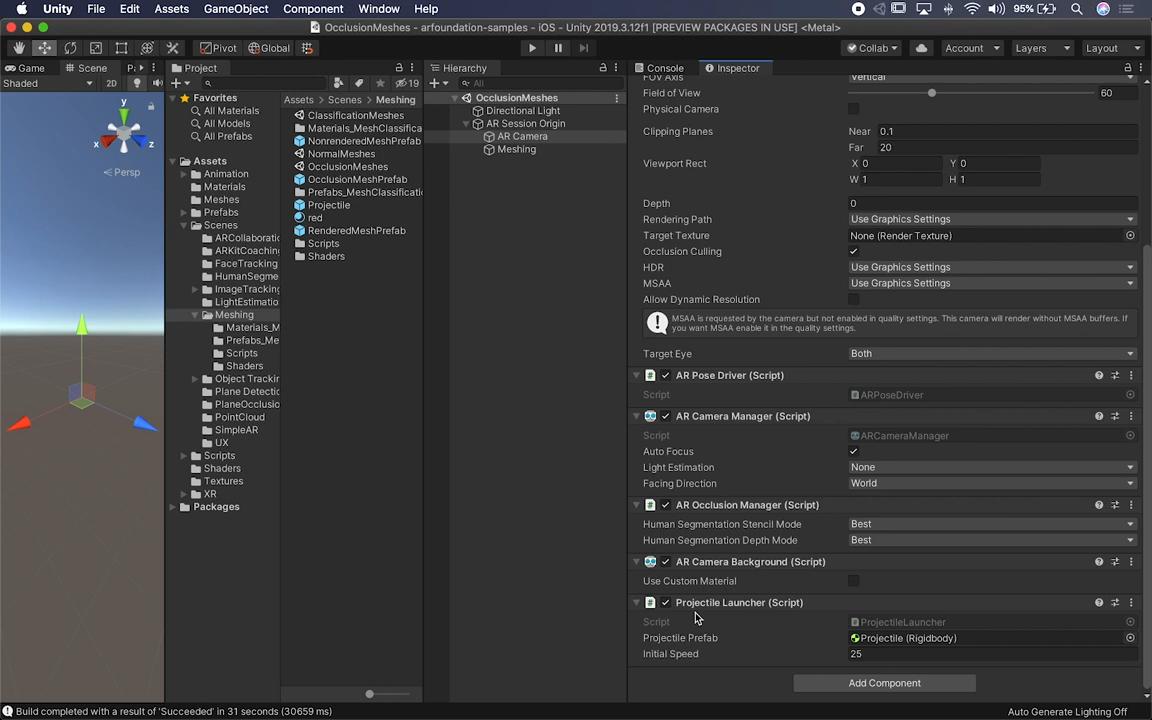 Unity File Edit Assets GameObject Component Window Help 95%
OcclusionMeshes - arfoundation-samples - iOS - Unity 2019.3.12f1 [PREVIEW PACKAGES IN USE] <Metal>
Pivot Global Collab Account Layers Layout
Game Scene
Shaded 2D
y
x
z
Persp
Project
19
Favorites
All Materials
All Models
All Prefabs
Assets
Animation
Materials
Meshes
Prefabs
Scenes
ARCollaboratio
ARKitCoaching
FaceTracking
HumanSegme
ImageTracking
LightEstimatio
Meshing
Materials_M
Prefabs_Me
Scripts
Shaders
Object Trackin
Plane Detectio
PlaneOcclusio
PointCloud
SimpleAR
UX
Scripts
Shaders
Textures
XR
Packages
Assets > Scenes > Meshing
ClassificationMeshes
Materials_MeshClassifica
NonrenderedMeshPrefab
NormalMeshes
OcclusionMeshes
OcclusionMeshPrefab
Prefabs_MeshClassificati
Projectile
red
RenderedMeshPrefab
Scripts
Shaders
Hierarchy
All
OcclusionMeshes
Directional Light
AR Session Origin
AR Camera
Meshing
Console Inspector
FOV Axis Vertical
Field of View 60
Physical Camera
Clipping Planes Near 0.1
Far 20
Viewport Rect X 0 Y 0
W 1 H 1
Depth 0
Rendering Path Use Graphics Settings
Target Texture None (Render Texture)
Occlusion Culling
HDR Use Graphics Settings
MSAA Use Graphics Settings
Allow Dynamic Resolution
MSAA is requested by the camera but not enabled in quality settings. This camera will render without MSAA buffers. If
you want MSAA enable it in the quality settings.
Target Eye Both
AR Pose Driver (Script)
Script ARPoseDriver
AR Camera Manager (Script)
Script ARCameraManager
Auto Focus
Light Estimation None
Facing Direction World
AR Occlusion Manager (Script)
Human Segmentation Stencil Mode Best
Human Segmentation Depth Mode Best
AR Camera Background (Script)
Use Custom Material
Projectile Launcher (Script)
Script ProjectileLauncher
Projectile Prefab Projectile (Rigidbody)
Initial Speed 25
Add Component
Build completed with a result of 'Succeeded' in 31 seconds (30659 ms) Auto Generate Lighting Off